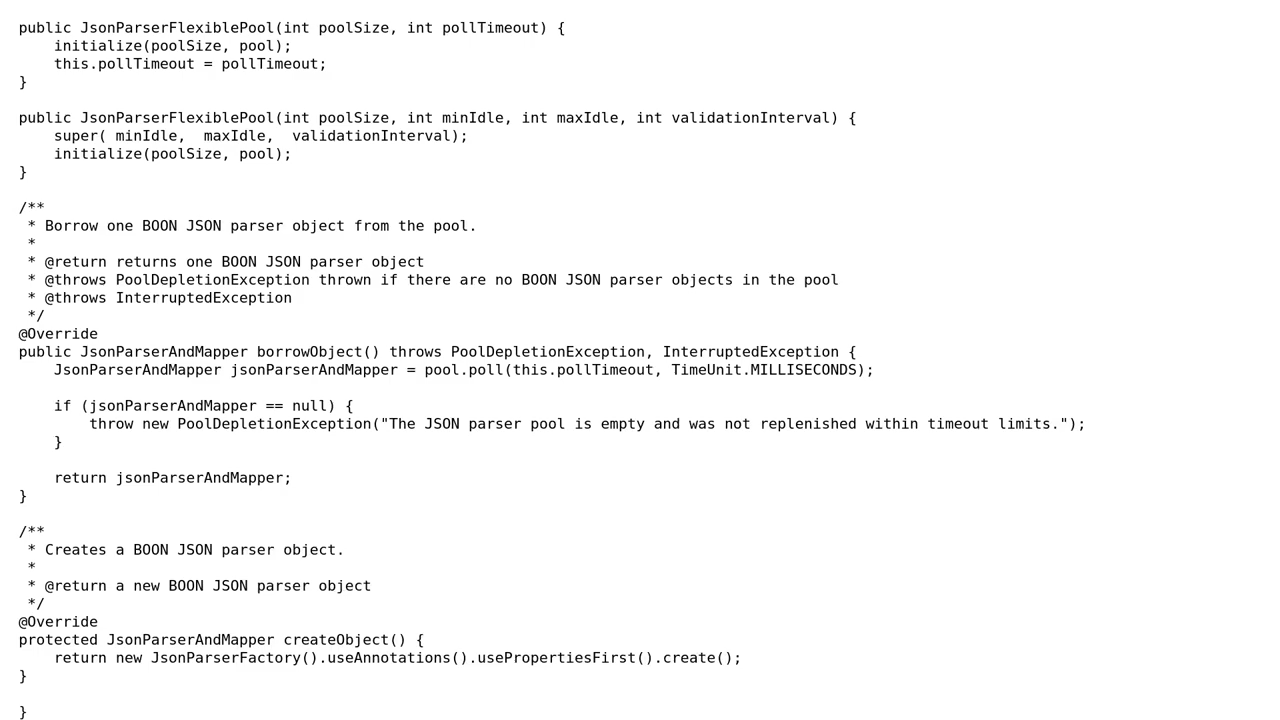 public JsonParserFlexiblePool(int poolSize, int pollTimeout) {
    initialize(poolSize, pool);
    this.pollTimeout = pollTimeout;
}

public JsonParserFlexiblePool(int poolSize, int minIdle, int maxIdle, int validationInterval) {
    super( minIdle,  maxIdle,  validationInterval);
    initialize(poolSize, pool);
}

/**
 * Borrow one BOON JSON parser object from the pool.
 *
 * @return returns one BOON JSON parser object
 * @throws PoolDepletionException thrown if there are no BOON JSON parser objects in the pool
 * @throws InterruptedException
 */
@Override
public JsonParserAndMapper borrowObject() throws PoolDepletionException, InterruptedException {
    JsonParserAndMapper jsonParserAndMapper = pool.poll(this.pollTimeout, TimeUnit.MILLISECONDS);

    if (jsonParserAndMapper == null) {
        throw new PoolDepletionException("The JSON parser pool is empty and was not replenished within timeout limits.");
    }

    return jsonParserAndMapper;
}

/**
 * Creates a BOON JSON parser object.
 *
 * @return a new BOON JSON parser object
 */
@Override
protected JsonParserAndMapper createObject() {
    return new JsonParserFactory().useAnnotations().usePropertiesFirst().create();
}

}